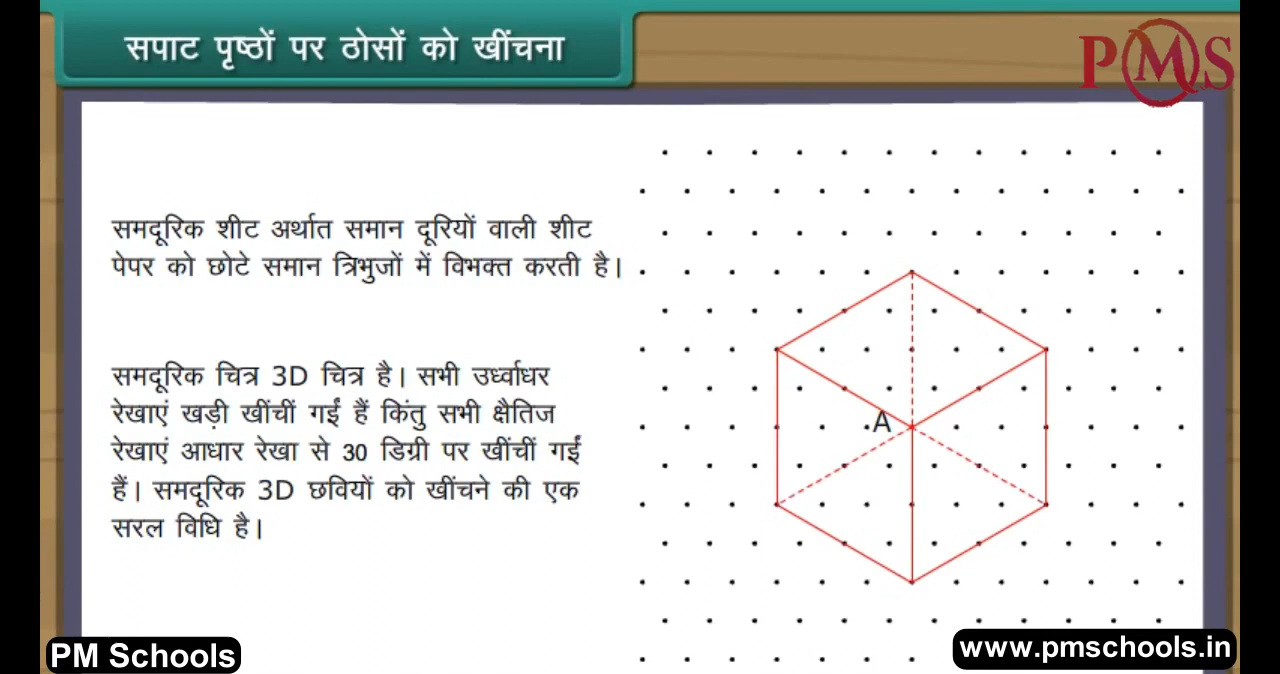 सपाट पृष्ठों पर ठोसों को खींचना
PMS
समदूरिक शीट अर्थात समान दूरियों वाली शीट
पेपर को छोटे समान त्रिभुजों में विभक्त करती है।
समदूरिक चित्र 3D चित्र है। सभी उर्ध्वाधर
रेखाएं खड़ी खींचीं गईं हैं किंतु सभी क्षैतिज
रेखाएं आधार रेखा से 30 डिग्री पर खींचीं गईं
हैं। समदूरिक 3D छवियों को खींचने की एक
सरल विधि है।
A
PM Schools
www.pmschools.in